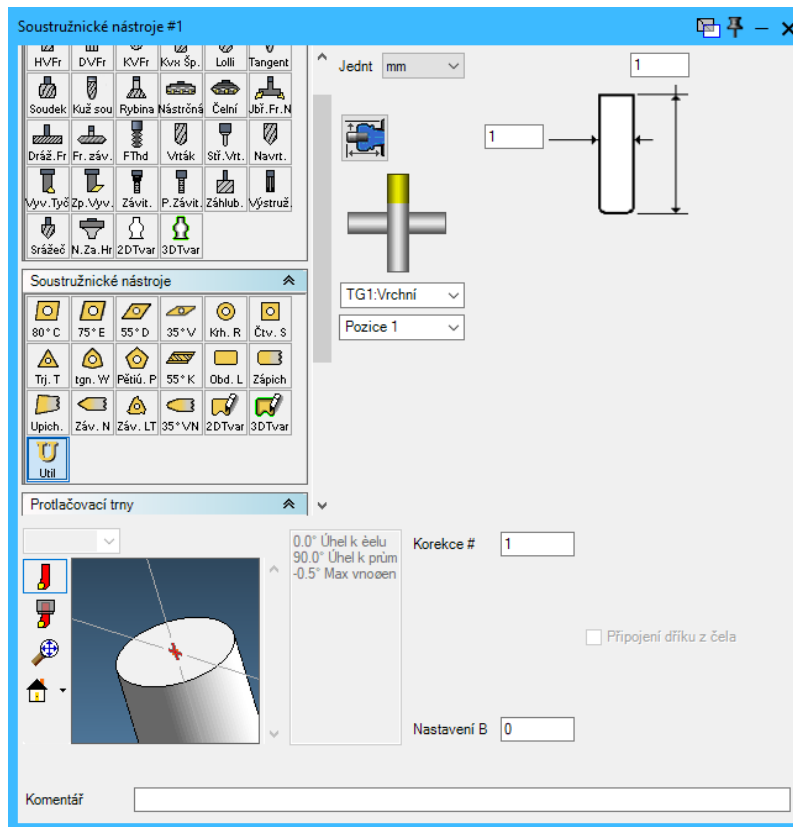 Soustružnické nástroje #1
HVFr DVFr KVFr Kvx Šp. Lolli Tangent
Soudek Kuž sou Rybina Nástrčná Čelní Jbř.Fr.N
Dráž.Fr Fr. záv. FThd Vrták Stř.Vrt. Navrt.
Vyv.Tyč Zp.Vyv. Závit. P.Závit. Záhlub. Výstruž.
Srážeč N.Za.Hr 2DTvar 3DTvar
Soustružnické nástroje
80°C 75°E 55°D 35°V Krh. R Čtv. S
Trj. T tgn. W Pětiú. P 55°K Obd. L Zápich
Upich. Záv. N Záv. LT 35°VN 2DTvar 3DTvar
Util
Protlačovací trny
Jednt mm
1
1
TG1:Vrchní
Pozice 1
0.0° Úhel k èelu
90.0° Úhel k prùm
-0.5° Max vnoøen
Korekce # 1
Připojení dříku z čela
Nastavení B 0
Komentář